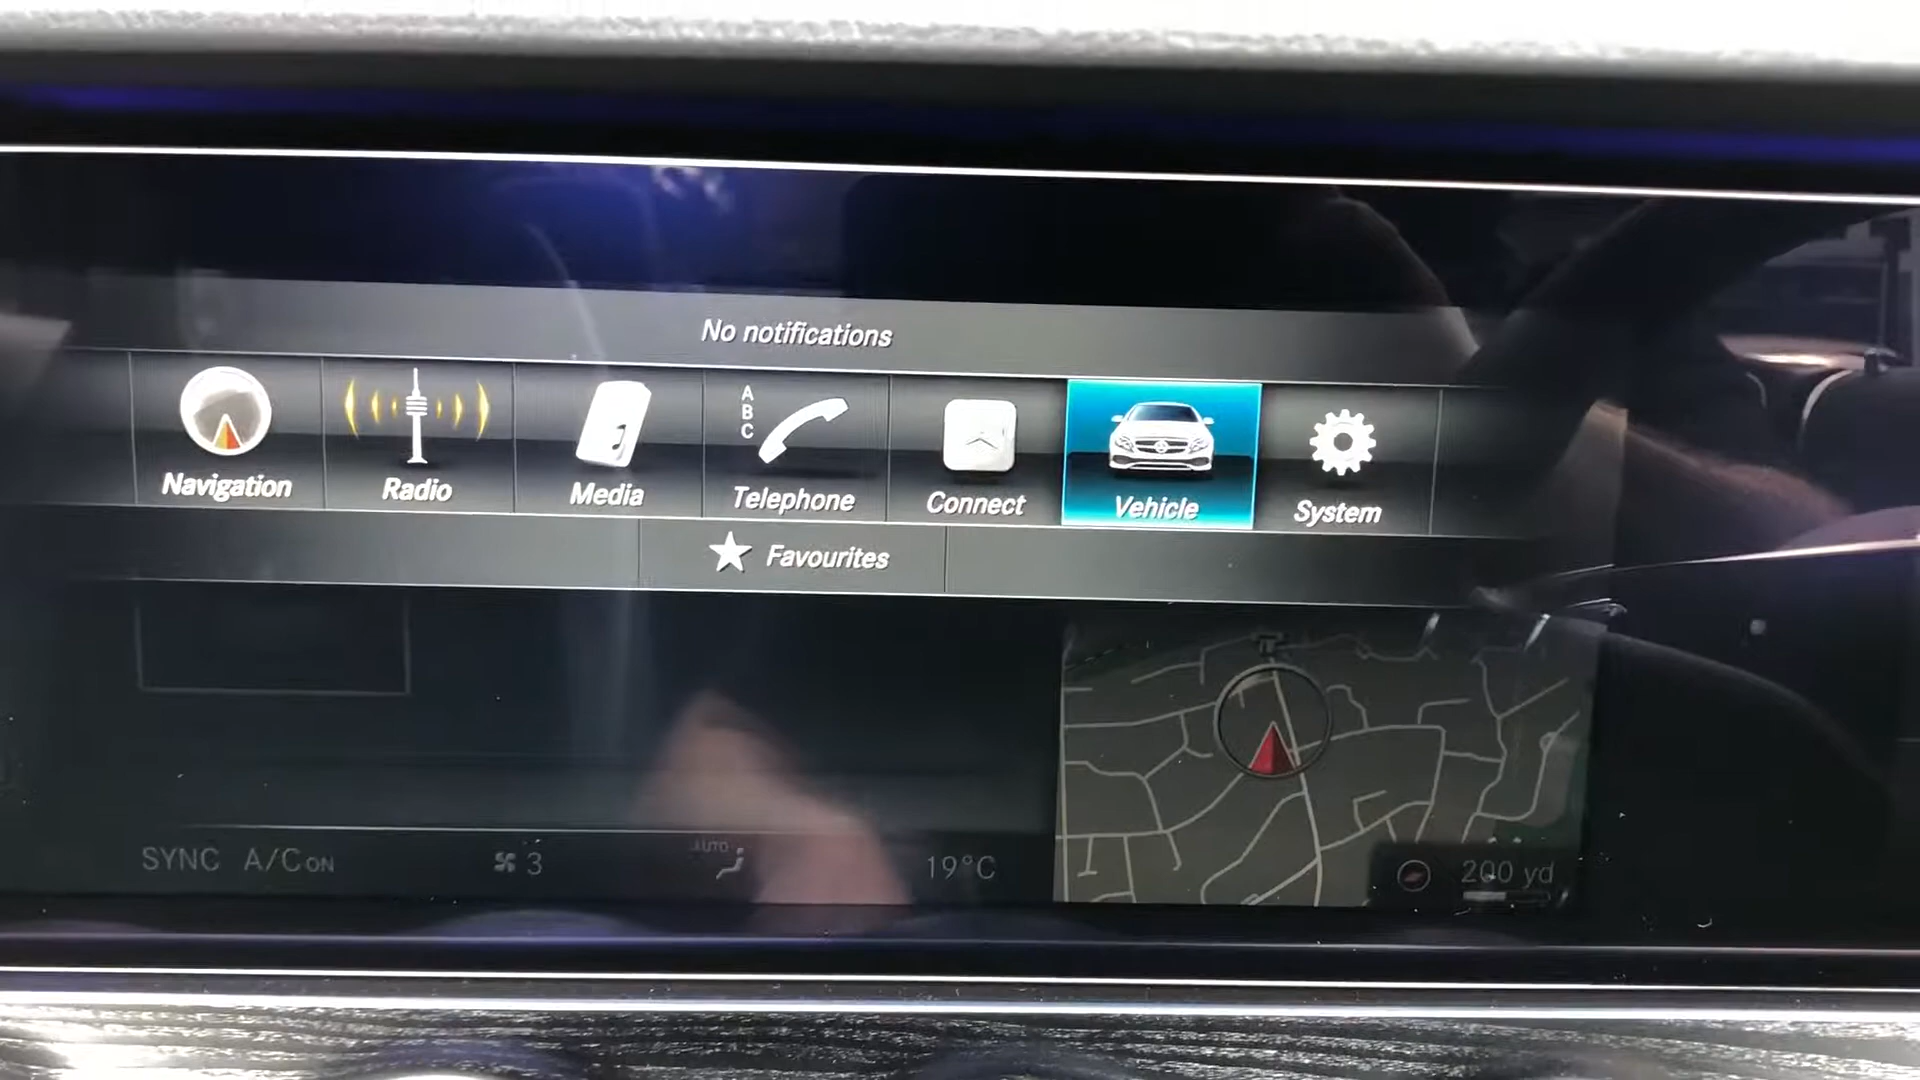 No notifications
Navigation
Radio
Media
A
B
C
Telephone
Connect
Vehicle
System
Favourites
SYNC A/C ON
3
AUTO
19°C
200 yd